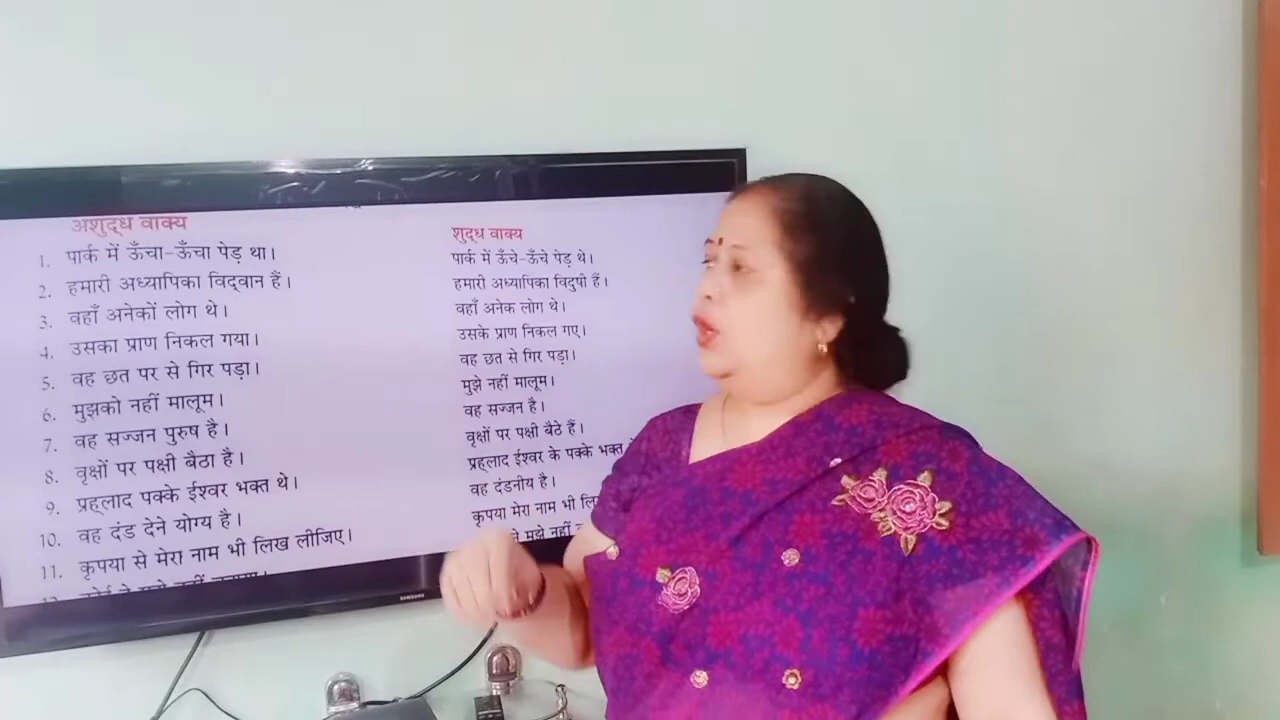 अशुद्ध वाक्य
1. पार्क में ऊँचा-ऊँचा पेड़ था।
2. हमारी अध्यापिका विद्वान हैं।
3. वहाँ अनेकों लोग थे।
4. उसका प्राण निकल गया।
5. वह छत पर से गिर पड़ा।
6. मुझको नहीं मालूम।
7. वह सज्जन पुरुष है।
8. वृक्षों पर पक्षी बैठा है।
9. प्रह्लाद पक्के ईश्वर भक्त थे।
10. वह दंड देने योग्य है।
11. कृपया से मेरा नाम भी लिख लीजिए।
शुद्ध वाक्य
पार्क में ऊँचे-ऊँचे पेड़ थे।
हमारी अध्यापिका विदुषी हैं।
वहाँ अनेक लोग थे।
उसके प्राण निकल गए।
वह छत से गिर पड़ा।
मुझे नहीं मालूम।
वह सज्जन है।
वृक्षों पर पक्षी बैठे हैं।
प्रह्लाद ईश्वर के पक्के भक्त
वह दंडनीय है।
कृपया मेरा नाम भी
मुझे नहीं
SAMSUNG